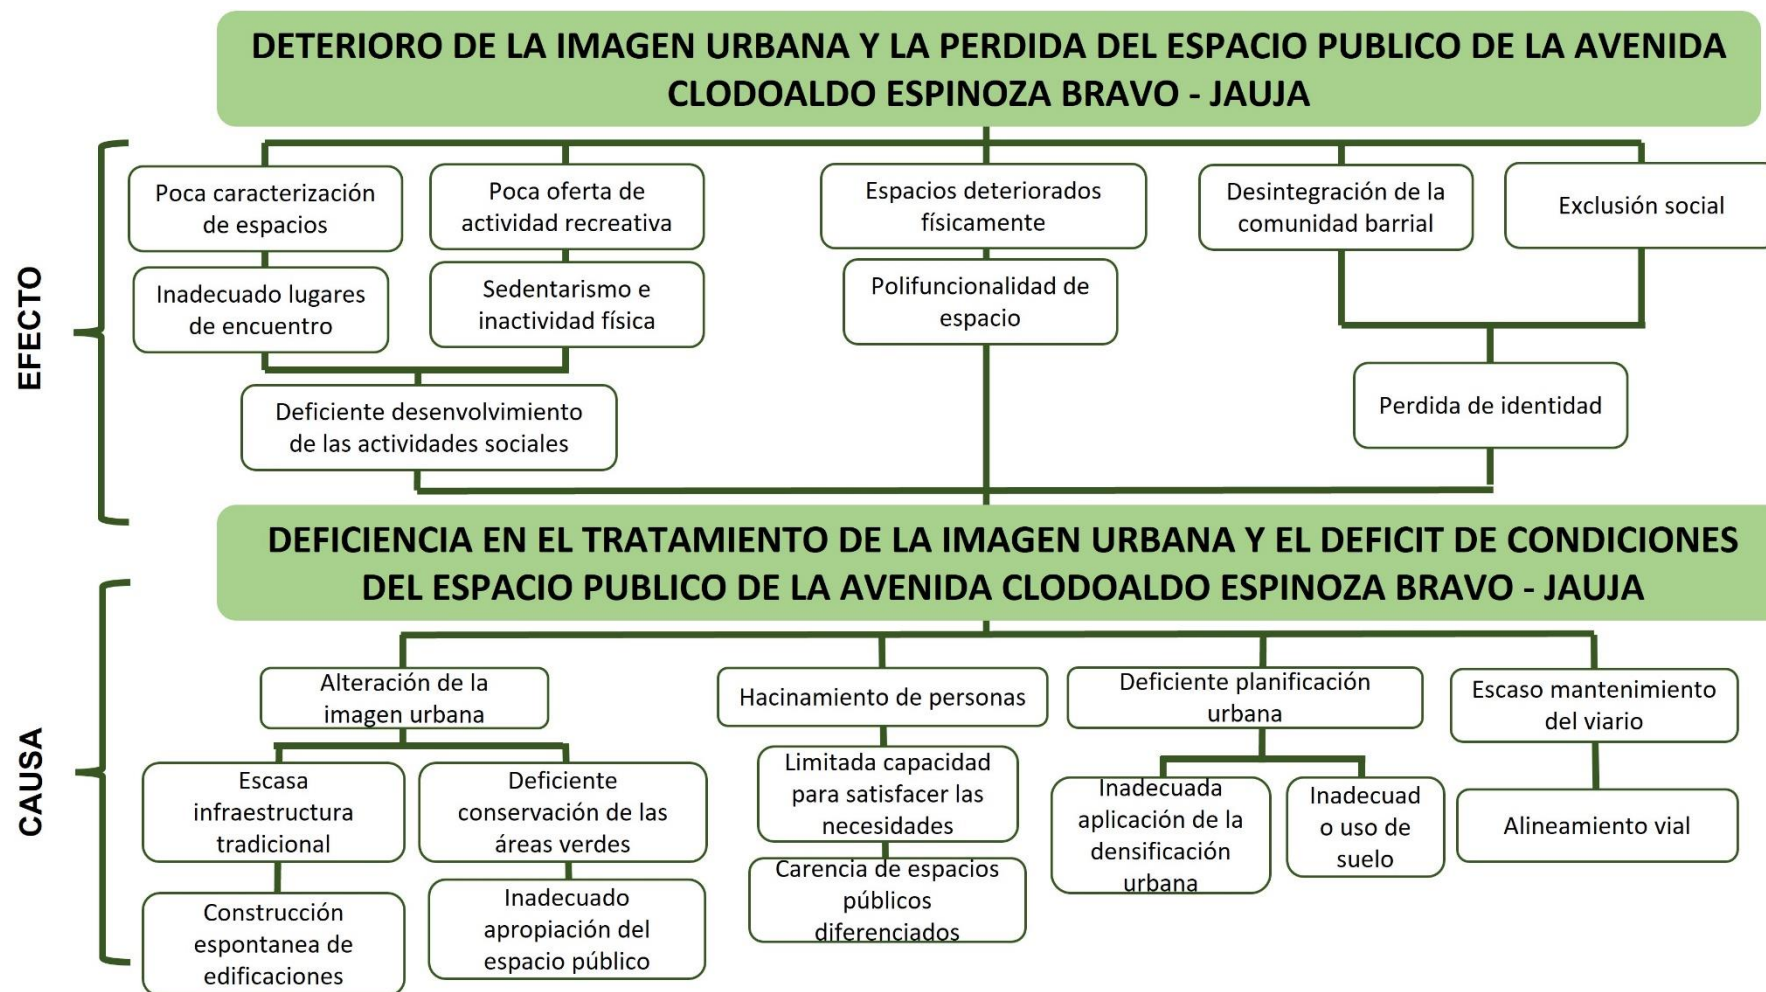 DETERIORO DE LA IMAGEN URBANA Y LA PERDIDA DEL ESPACIO PUBLICO DE LA AVENIDA
CLODOALDO ESPINOZA BRAVO - JAUJA
EFECTO
Poca caracterización
de espacios
Poca oferta de
actividad recreativa
Espacios deteriorados
físicamente
Desintegración de la
comunidad barrial
Exclusión social
Inadecuado lugares
de encuentro
Sedentarismo e
inactividad física
Polifuncionalidad de
espacio
Deficiente desenvolvimiento
de las actividades sociales
Perdida de identidad
DEFICIENCIA EN EL TRATAMIENTO DE LA IMAGEN URBANA Y EL DEFICIT DE CONDICIONES
DEL ESPACIO PUBLICO DE LA AVENIDA CLODOALDO ESPINOZA BRAVO - JAUJA
CAUSA
Alteración de la
imagen urbana
Hacinamiento de personas
Deficiente planificación
urbana
Escaso mantenimiento
del viario
Escasa
infraestructura
tradicional
Deficiente
conservación de las
áreas verdes
Limitada capacidad
para satisfacer las
necesidades
Inadecuada
aplicación de la
densificación
urbana
Inadecuad
o uso de
suelo
Alineamiento vial
Construcción
espontanea de
edificaciones
Inadecuado
apropiación del
espacio público
Carencia de espacios
públicos
diferenciados